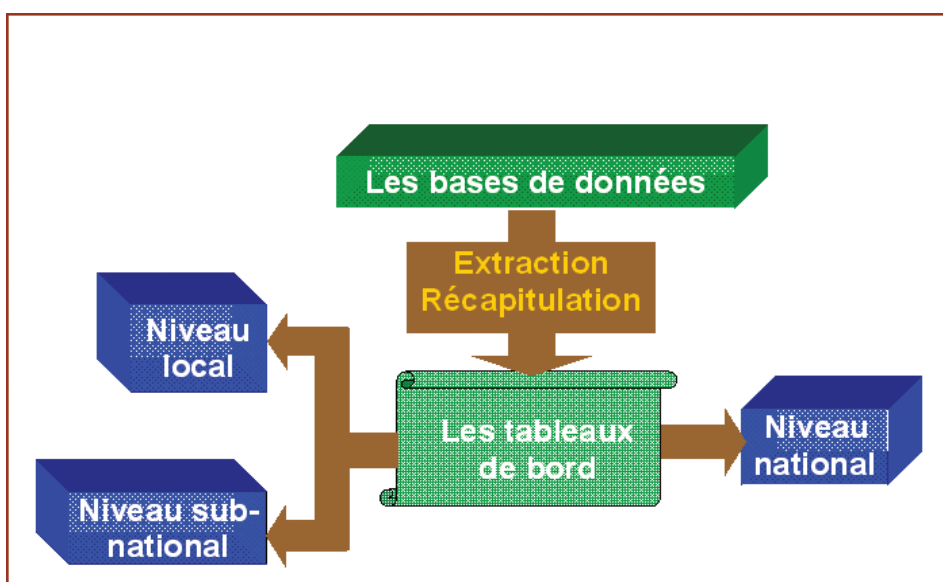 Les bases de données
Extraction
Récapitulation
Niveau
local
Les tableaux
de bord
Niveau
national
Niveau sub-
national